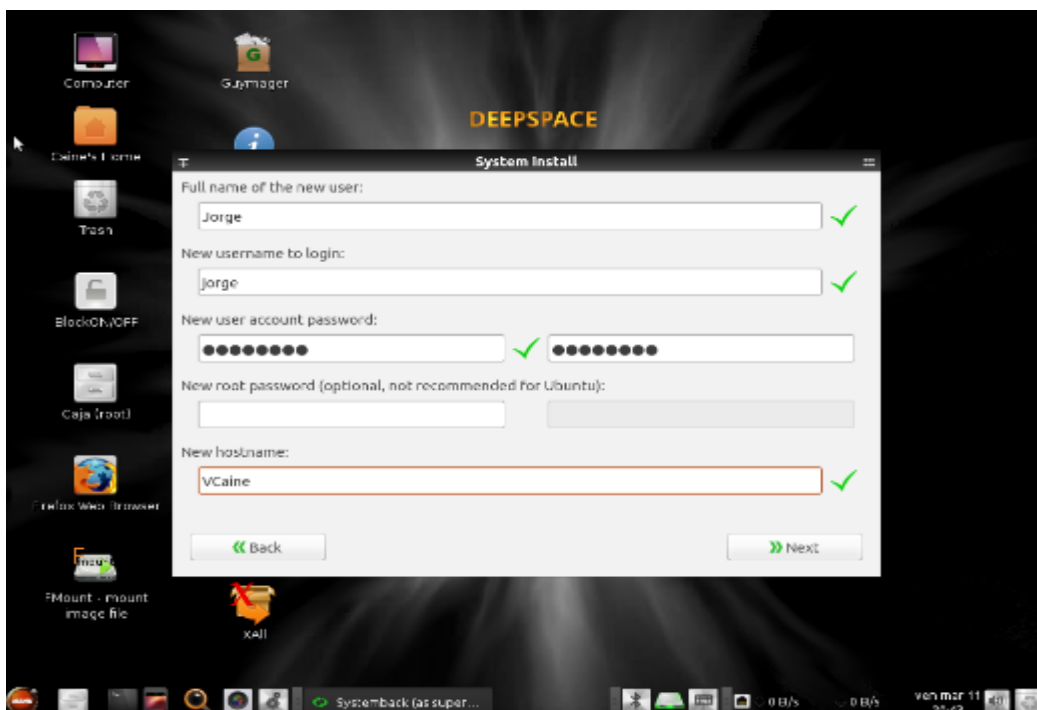 Computer
Guymager
DEEPSPACE
Caine's Home
System Install
Full name of the new user:
Jorge
Trash
New username to login:
jorge
BlockON/OFF
New user account password:
●●●●●●●● ●●●●●●●●
New root password (optional, not recommended for Ubuntu):
Caja (root)
New hostname:
VCaine
Firefox Web Browser
Back
Next
FMount - mount
image file
xAll
Systemback (as super...
0 B/s
0 B/s
ven mar 11